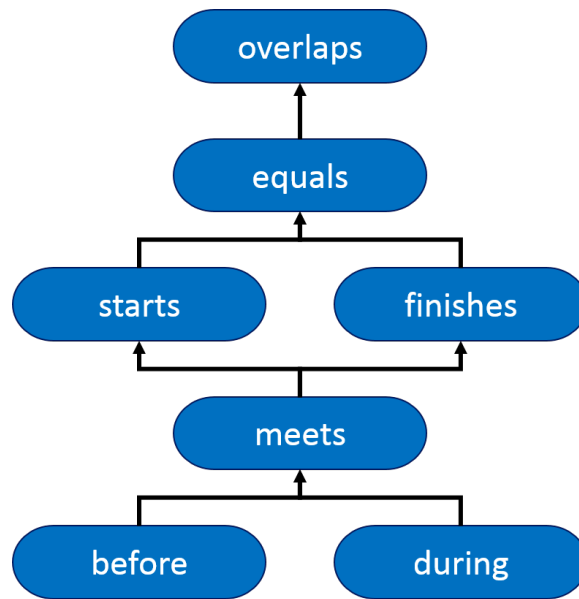 overlaps
equals
starts
finishes
meets
before
during